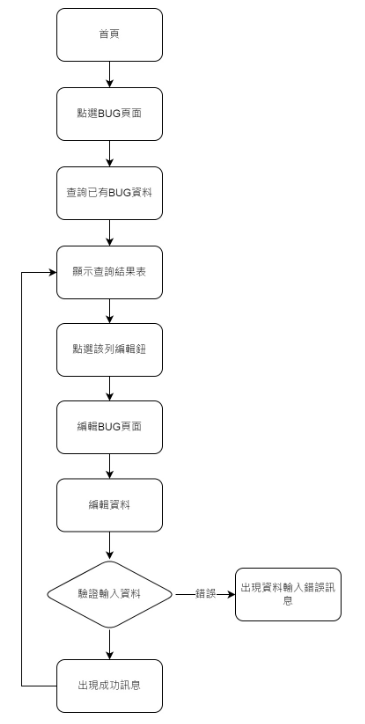 首頁
點選BUG頁面
查詢已有BUG資料
顯示查詢結果表
點選該列編輯鈕
編輯BUG頁面
編輯資料
驗證輸入資料
錯誤
出現資料輸入錯誤訊
息
出現成功訊息